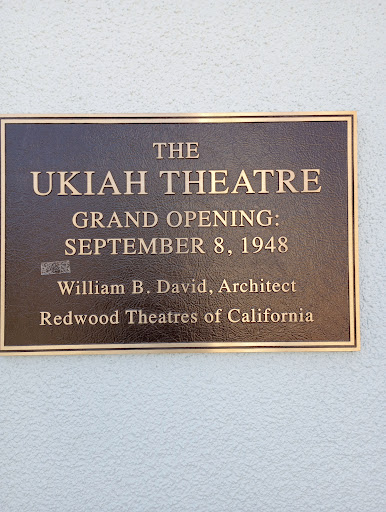 THE
UKIAH THEATRE
GRAND OPENING:
SEPTEMBER 8, 1948
William B. David, Architect
Redwood Theatres of California